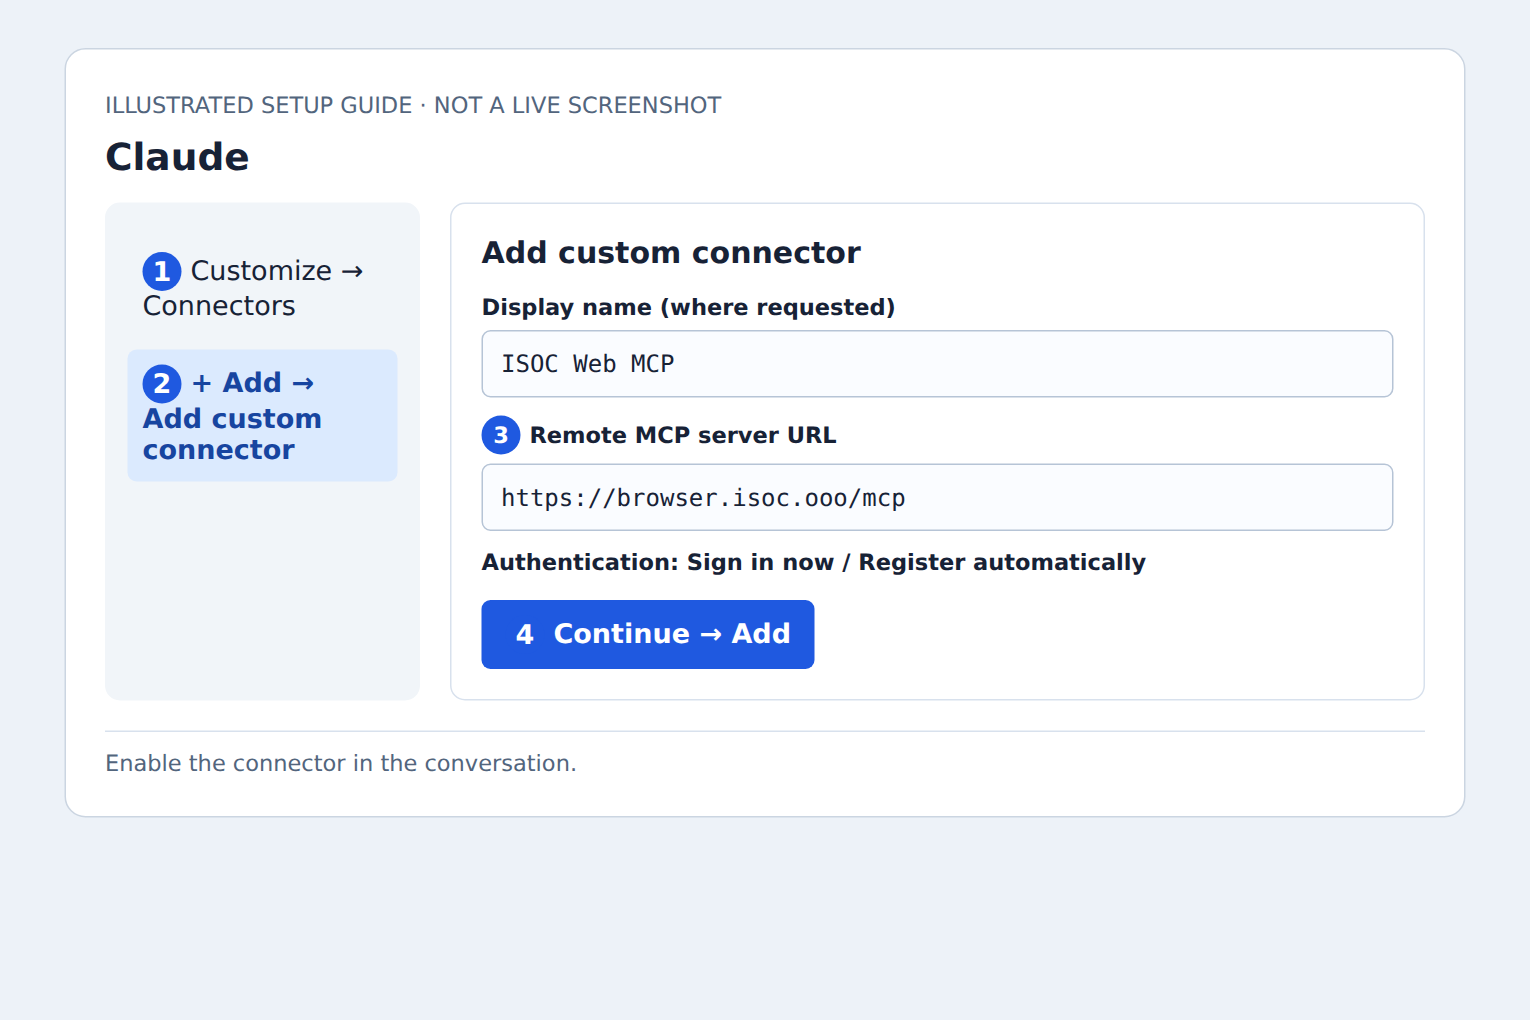 ILLUSTRATED SETUP GUIDE · NOT A LIVE SCREENSHOT
Claude
1 Customize →
Connectors
2 + Add →
Add custom
connector
Add custom connector
Display name (where requested)
ISOC Web MCP
3 Remote MCP server URL
https://browser.isoc.ooo/mcp
Authentication: Sign in now / Register automatically
4 Continue → Add
Enable the connector in the conversation.